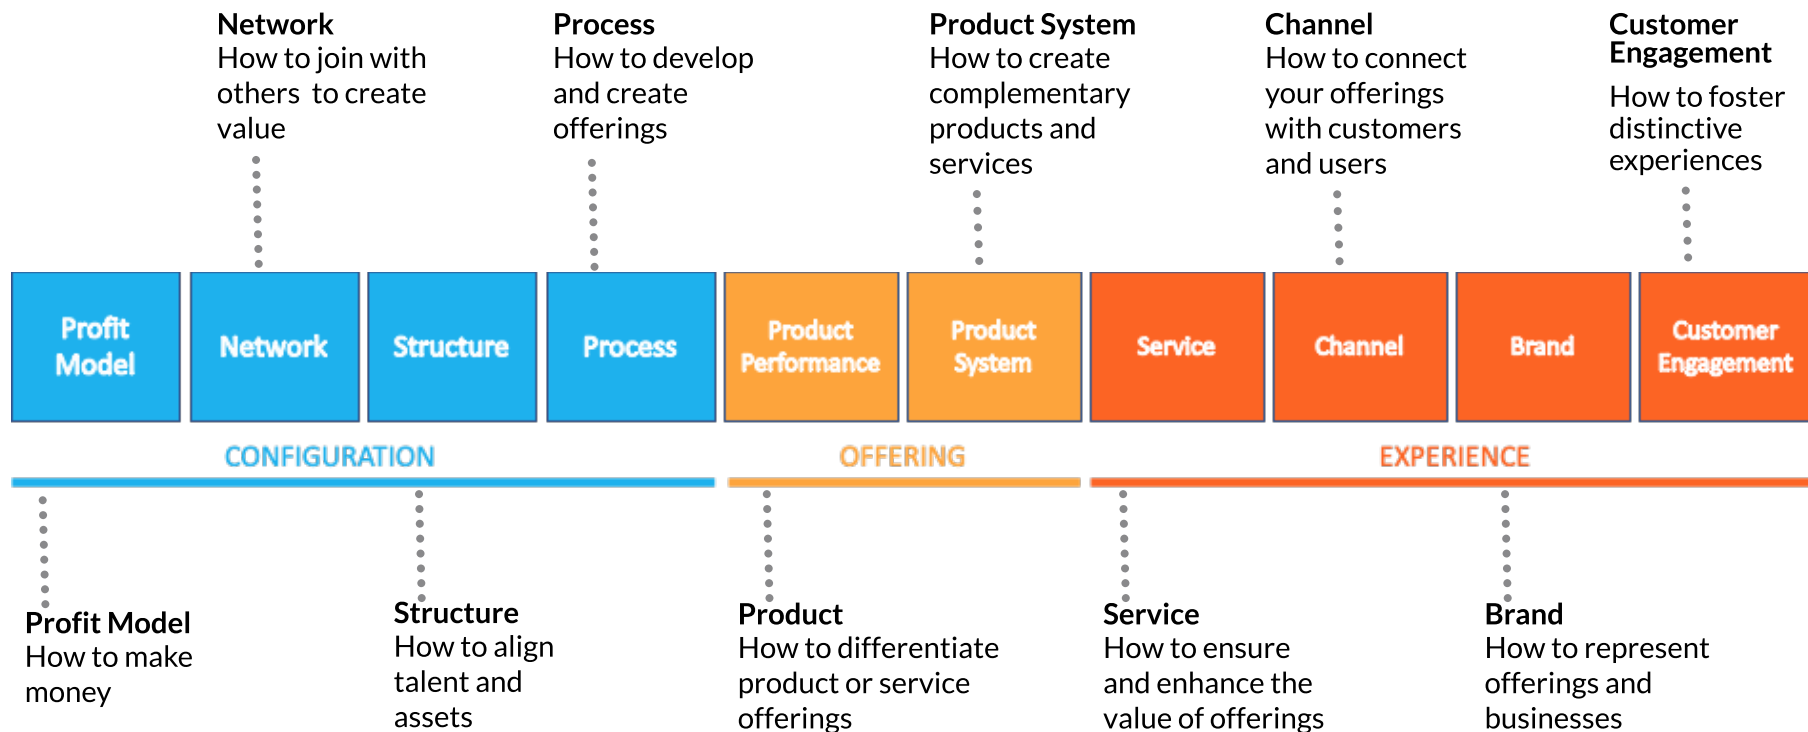 Network
How to join with
others  to create
value
Process
How to develop
and create
offerings
Product System
How to create
complementary
products and
services
Channel
How to connect
your offerings
with customers
and users
Customer
Engagement
How to foster
distinctive
experiences
Profit
Model
Network
Structure
Process
Product
Performance
Product
System
Service
Channel
Brand
Customer
Engagement
CONFIGURATION
OFFERING
EXPERIENCE
Profit Model
How to make
money
Structure
How to align
talent and
assets
Product
How to differentiate
product or service
offerings
Service
How to ensure
and enhance the
value of offerings
Brand
How to represent
offerings and
businesses